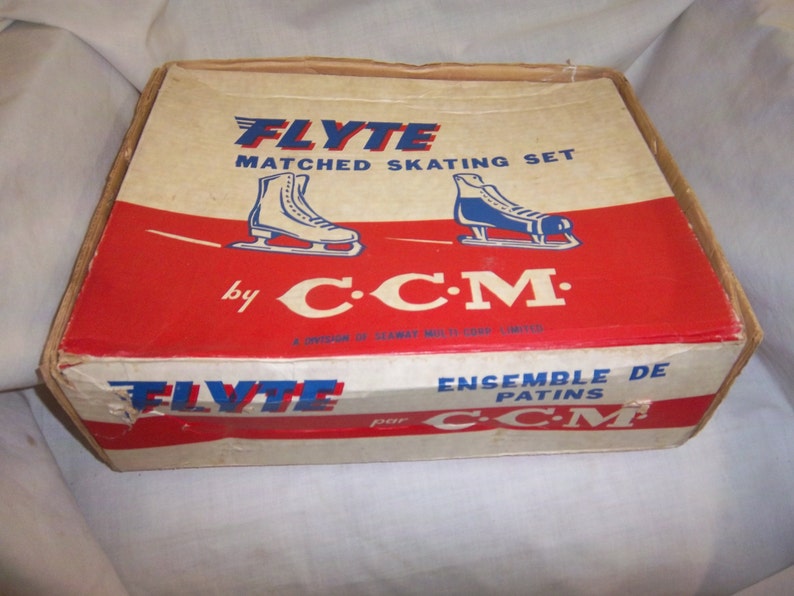 FLYTE
MATCHED SKATING SET
by C·C·M·
A DIVISION OF SEAWAY MULTI-CORP. LIMITED
FLYTE
ENSEMBLE DE
PATINS
par C·C·M·